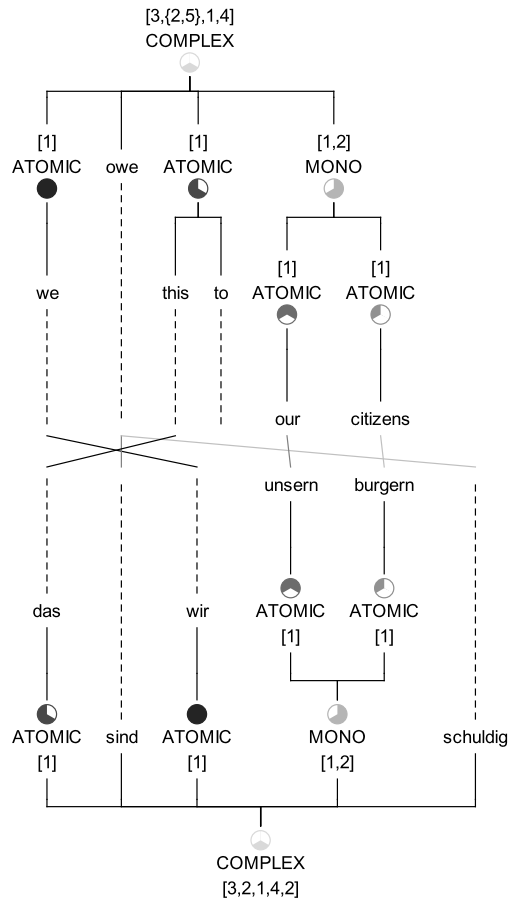 [3,{2,5},1,4]
COMPLEX
[1] [1] [1,2]
ATOMIC owe ATOMIC MONO
[1] [1]
we this to ATOMIC ATOMIC
our citizens
unsern burgern
das wir ATOMIC ATOMIC
[1] [1]
ATOMIC sind ATOMIC MONO schuldig
[1] [1] [1,2]
COMPLEX
[3,2,1,4,2]